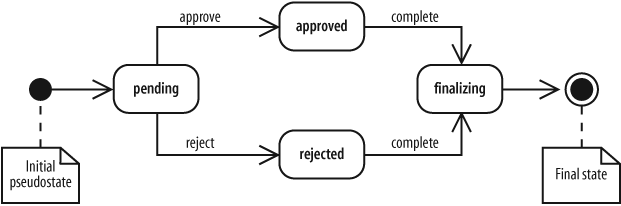 approve
approved
complete
pending
finalizing
reject
rejected
complete
Initial
pseudostate
Final state